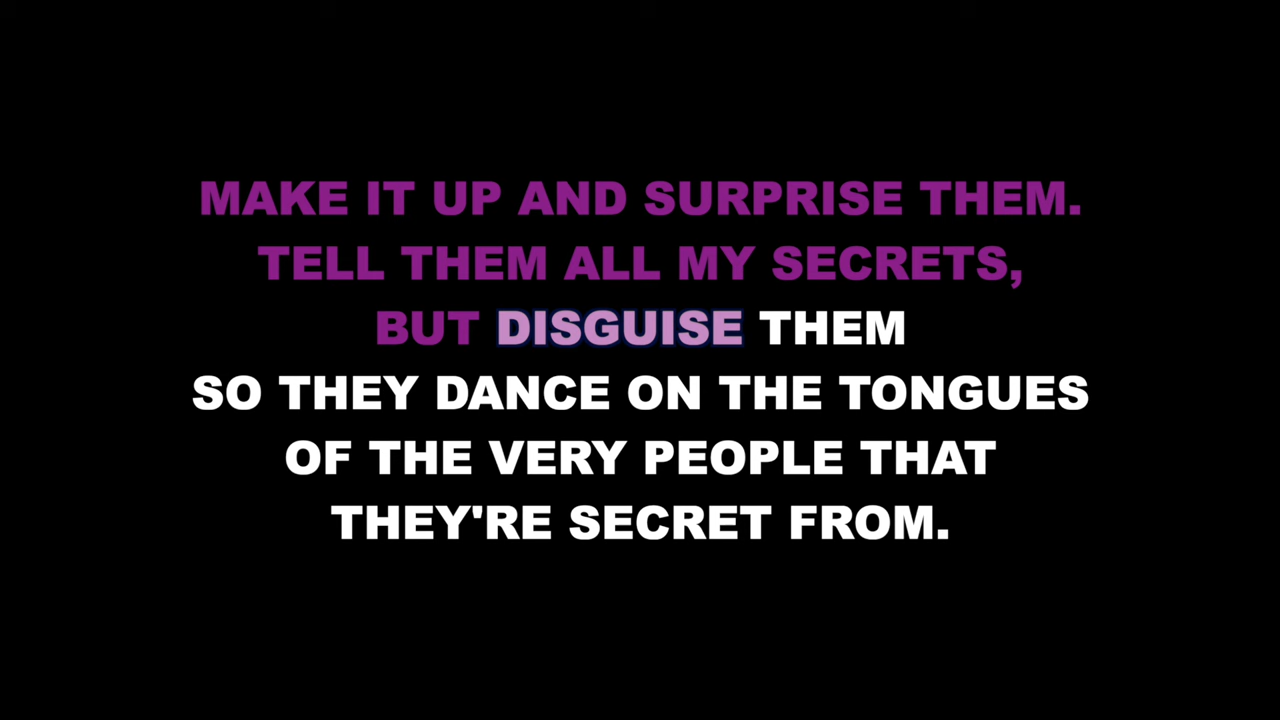 MAKE IT UP AND SURPRISE THEM.
TELL THEM ALL MY SECRETS,
BUT DISGUISE THEM
SO THEY DANCE ON THE TONGUES
OF THE VERY PEOPLE THAT
THEY'RE SECRET FROM.